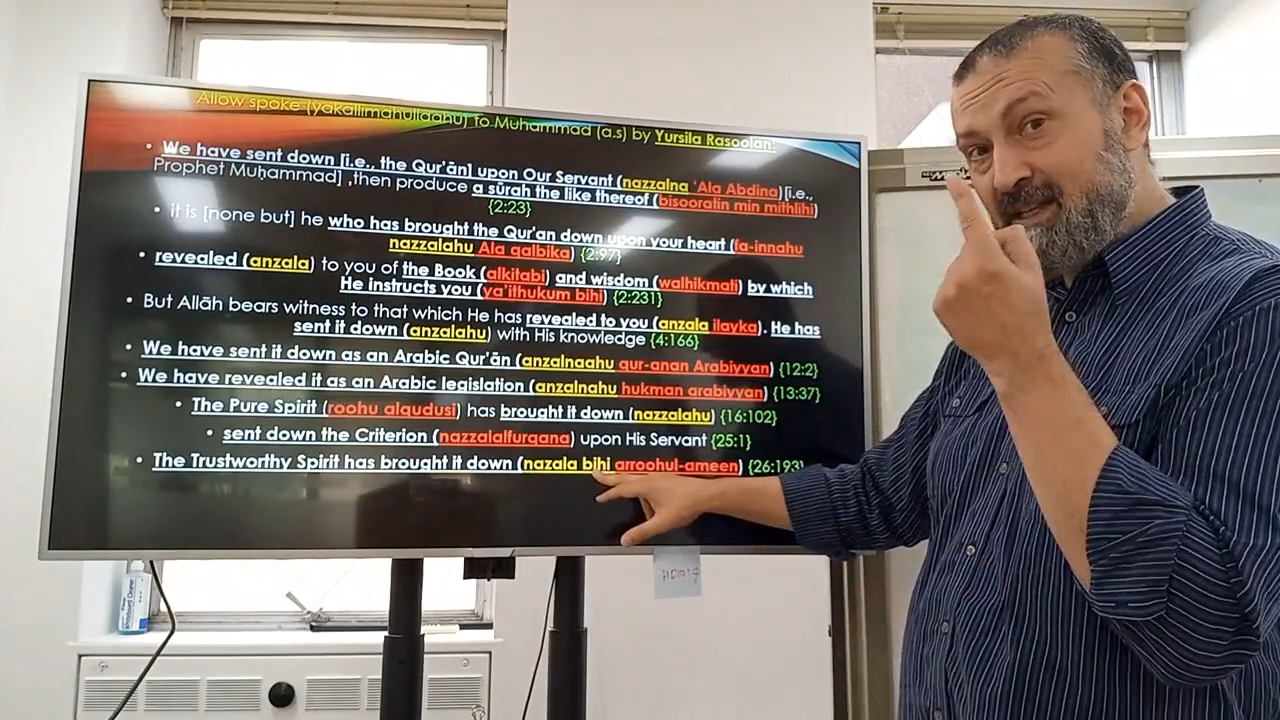 Allow spoke (yakallimahullaahu) to Muhammad (a.s) by Yursila Rasoolan:
• We have sent down [i.e., the Qur'ān] upon Our Servant (nazzalna 'Ala Abdina)[i.e.,
Prophet Muḥammad] ,then produce a sūrah the like thereof (bisooratin min mithlihi)
{2:23}
• it is [none but] he who has brought the Qur'an down upon your heart (fa-innahu
nazzalahu Ala qalbika) {2:97}
• revealed (anzala) to you of the Book (alkitabi) and wisdom (walhikmati) by which
He instructs you (ya'ithukum bihi) {2:231}
• But Allāh bears witness to that which He has revealed to you (anzala ilayka). He has
sent it down (anzalahu) with His knowledge {4:166}
• We have sent it down as an Arabic Qur'ān (anzalnaahu qur-anan Arabiyyan) {12:2}
• We have revealed it as an Arabic legislation (anzalnahu hukman arabiyyan) {13:37}
• The Pure Spirit (roohu alqudusi) has brought it down (nazzalahu) {16:102}
• sent down the Criterion (nazzalalfurqana) upon His Servant {25:1}
• The Trustworthy Spirit has brought it down (nazala bihi arroohul-ameen) {26:193}